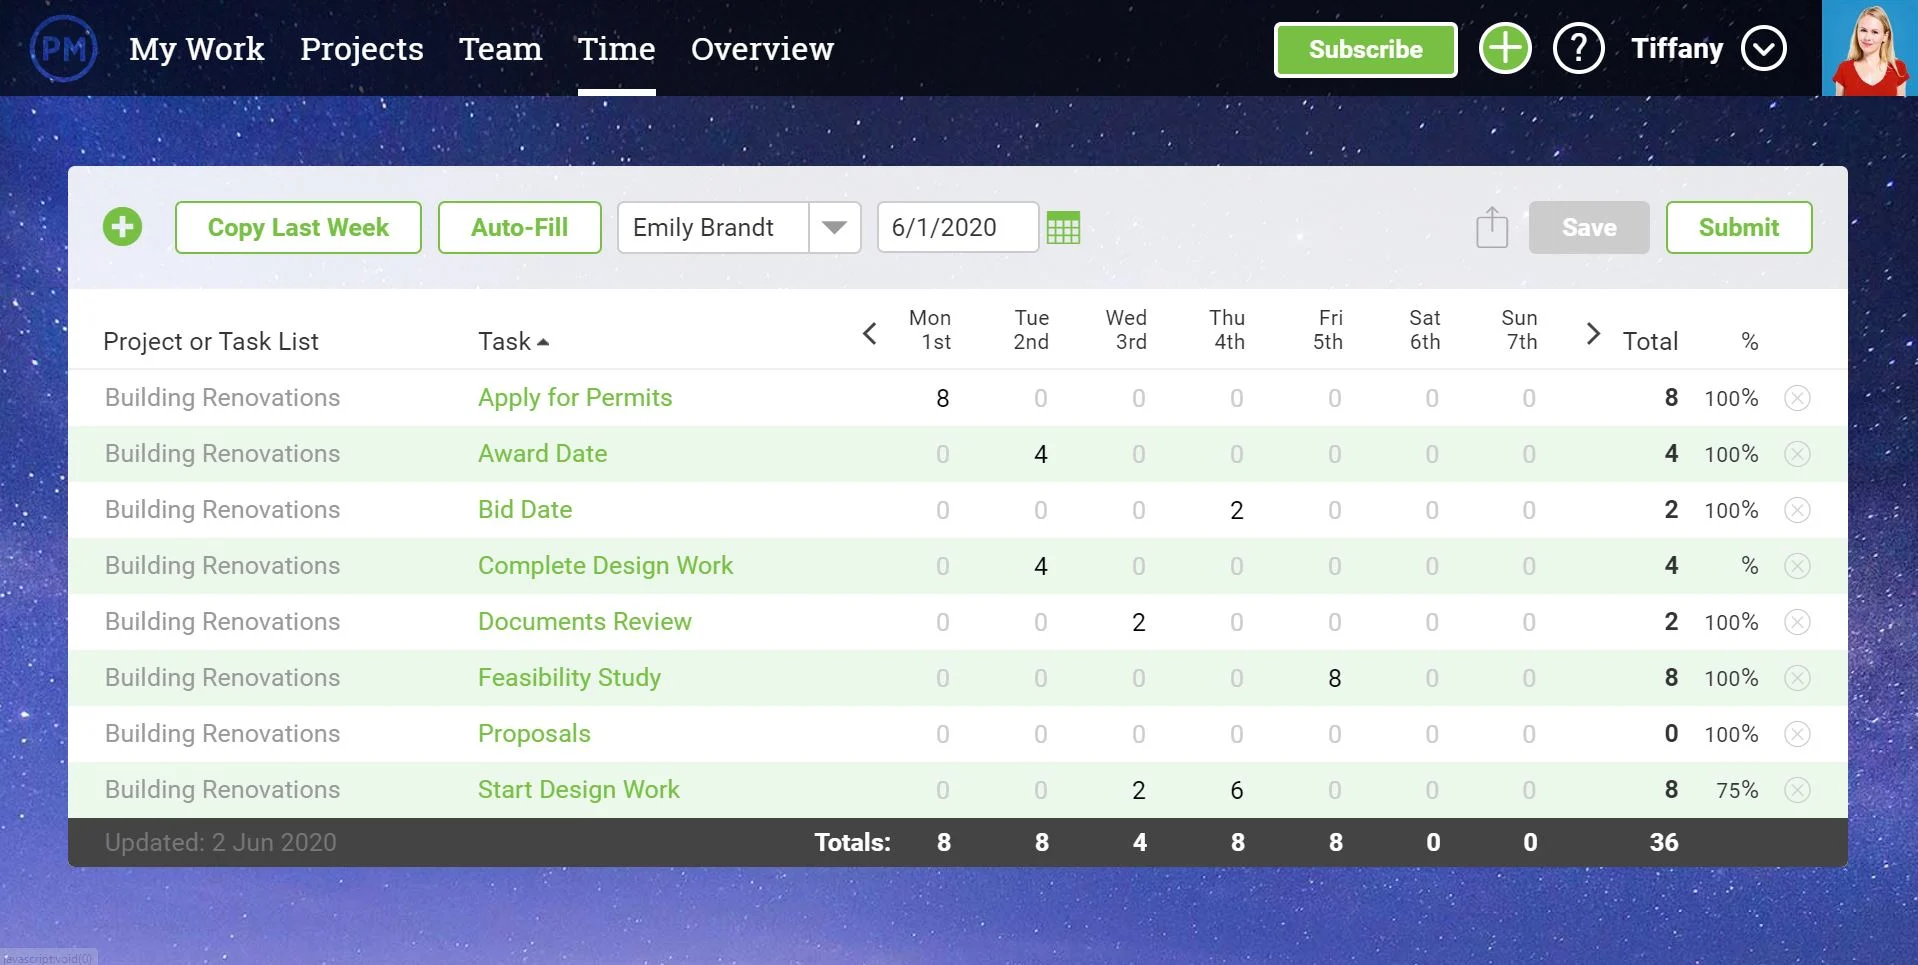 PM My Work Projects Team Time Overview Subscribe ? Tiffany
Copy Last Week Auto-Fill Emily Brandt 6/1/2020 Save Submit
Project or Task List Task Mon 1st Tue 2nd Wed 3rd Thu 4th Fri 5th Sat 6th Sun 7th Total %
Building Renovations Apply for Permits 8 0 0 0 0 0 0 8 100%
Building Renovations Award Date 0 4 0 0 0 0 0 4 100%
Building Renovations Bid Date 0 0 0 2 0 0 0 2 100%
Building Renovations Complete Design Work 0 4 0 0 0 0 0 4 %
Building Renovations Documents Review 0 0 2 0 0 0 0 2 100%
Building Renovations Feasibility Study 0 0 0 0 8 0 0 8 100%
Building Renovations Proposals 0 0 0 0 0 0 0 0 100%
Building Renovations Start Design Work 0 0 2 6 0 0 0 8 75%
Updated: 2 Jun 2020 Totals: 8 8 4 8 8 0 0 36
javascript:void(0)